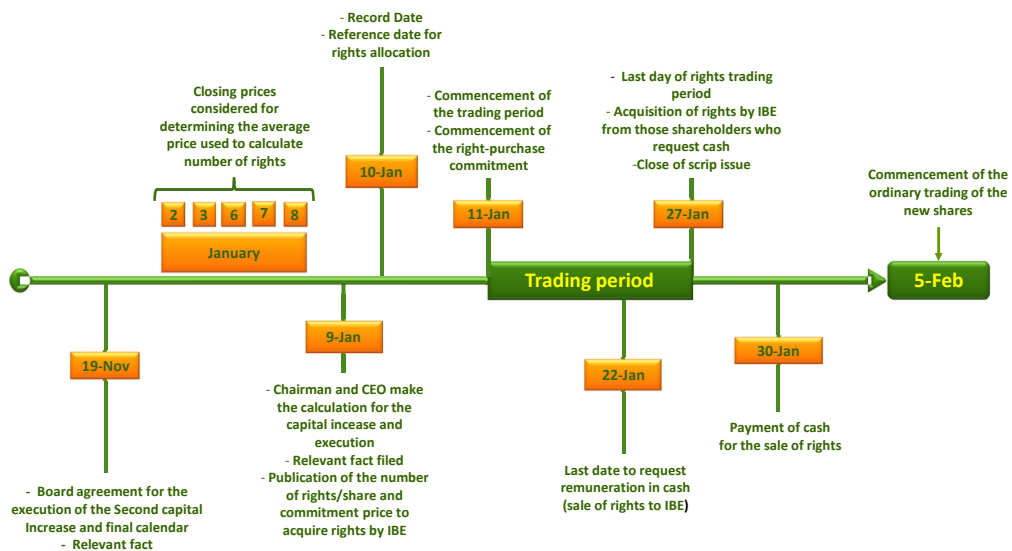 - Record Date
- Reference date for
rights allocation
Closing prices
considered for
determining the average
price used to calculate
number of rights
- Commencement of
the trading period
- Commencement of
the right-purchase
commitment
- Last day of rights trading
period
- Acquisition of rights by IBE
from those shareholders who
request cash
-Close of scrip issue
Commencement of the
ordinary trading of the
new shares
10-Jan
2 3 6 7 8
January
11-Jan
27-Jan
Trading period
5-Feb
19-Nov
9-Jan
22-Jan
30-Jan
- Board agreement for the
execution of the Second capital
Increase and final calendar
- Relevant fact
- Chairman and CEO make
the calculation for the
capital incease and
execution
- Relevant fact filed
- Publication of the number
of rights/share and
commitment price to
acquire rights by IBE
Last date to request
remuneration in cash
(sale of rights to IBE)
Payment of cash
for the sale of rights